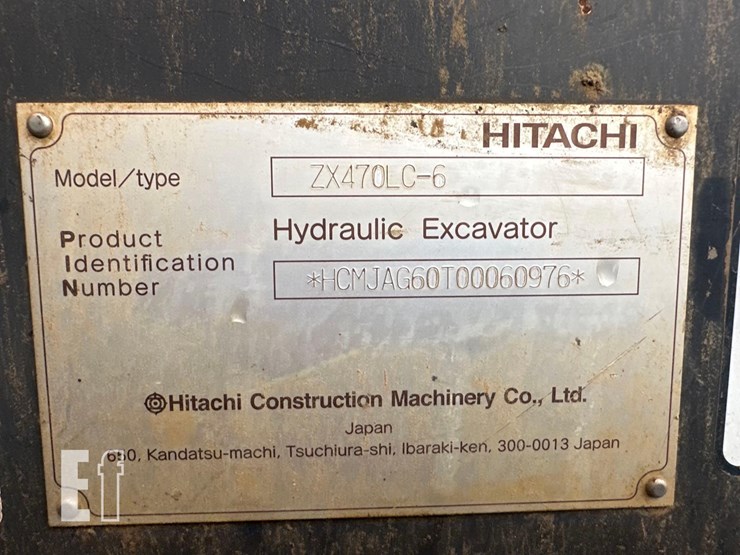 HITACHI
Model/type ZX470LC-6
Hydraulic Excavator
Product
Identification
Number *HCMJAG60T00060976*
Hitachi Construction Machinery Co., Ltd.
Japan
650, Kandatsu-machi, Tsuchiura-shi, Ibaraki-ken, 300-0013 Japan
Ef